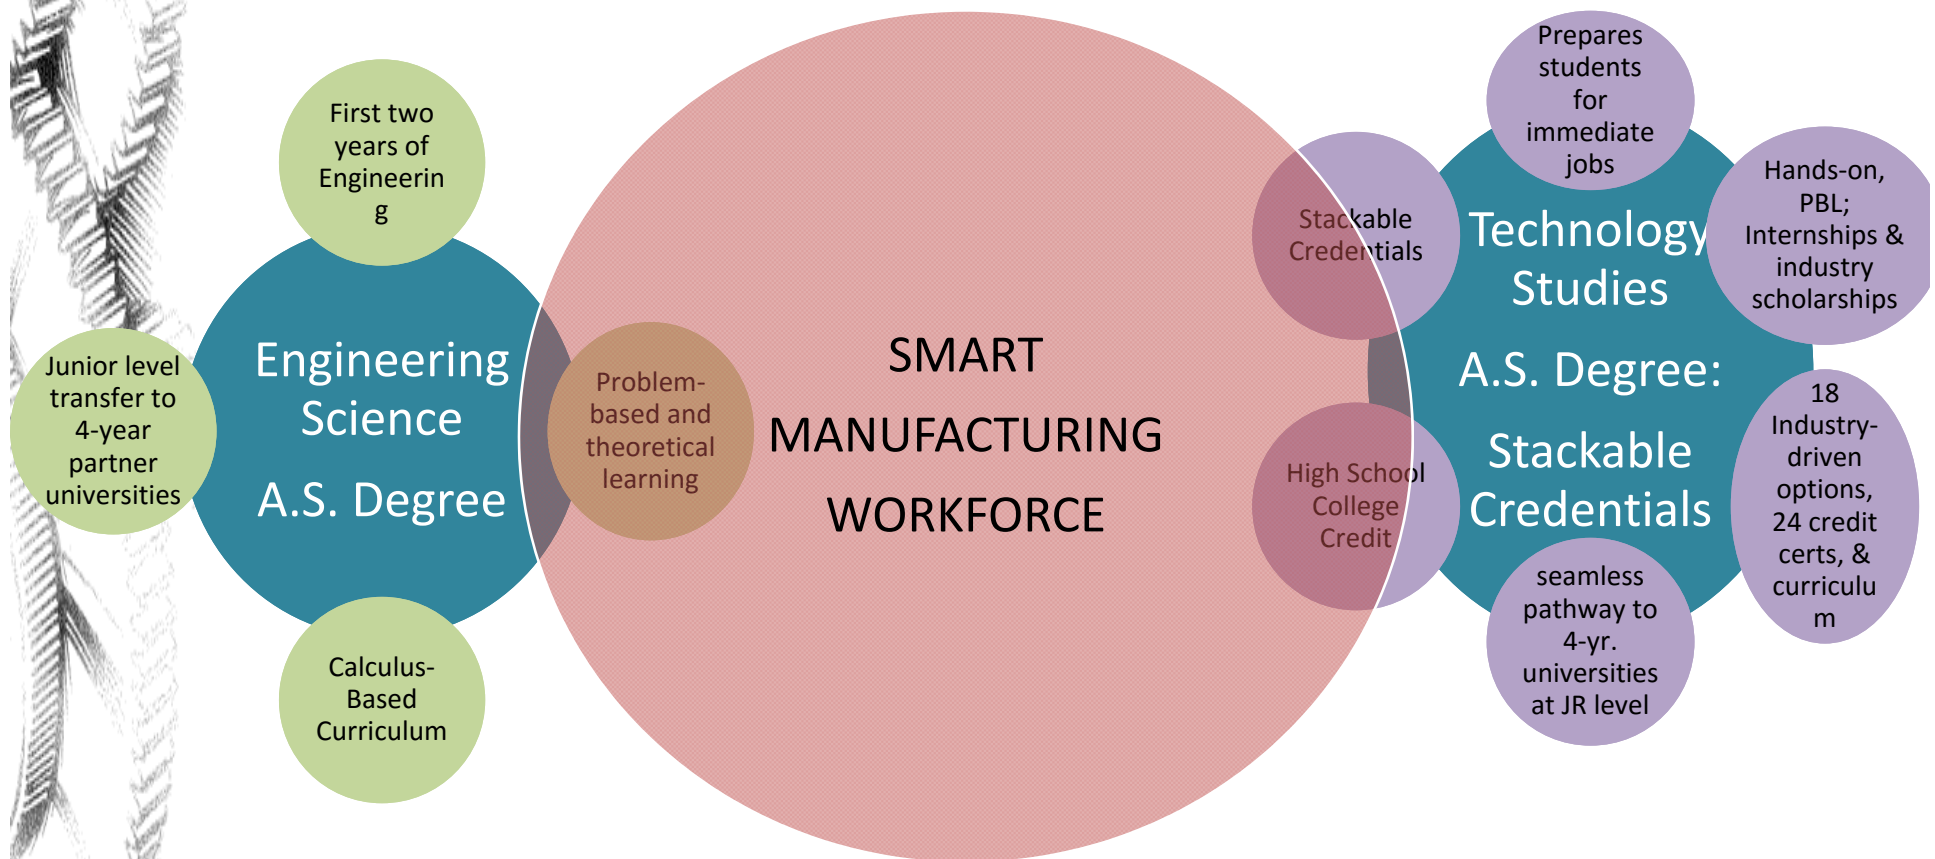 First two
years of
Engineerin
g
Junior level
transfer to
4-year
partner
universities
Engineering
Science
A.S. Degree
Problem-
based and
theoretical
learning
Calculus-
Based
Curriculum
SMART
MANUFACTURING
WORKFORCE
Stackable
Credentials
High School
College
Credit
Prepares
students
for
immediate
jobs
Technology
Studies
A.S. Degree:
Stackable
Credentials
Hands-on,
PBL;
Internships &
industry
scholarships
18
Industry-
driven
options,
24 credit
certs, &
curriculu
m
seamless
pathway to
4-yr.
universities
at JR level